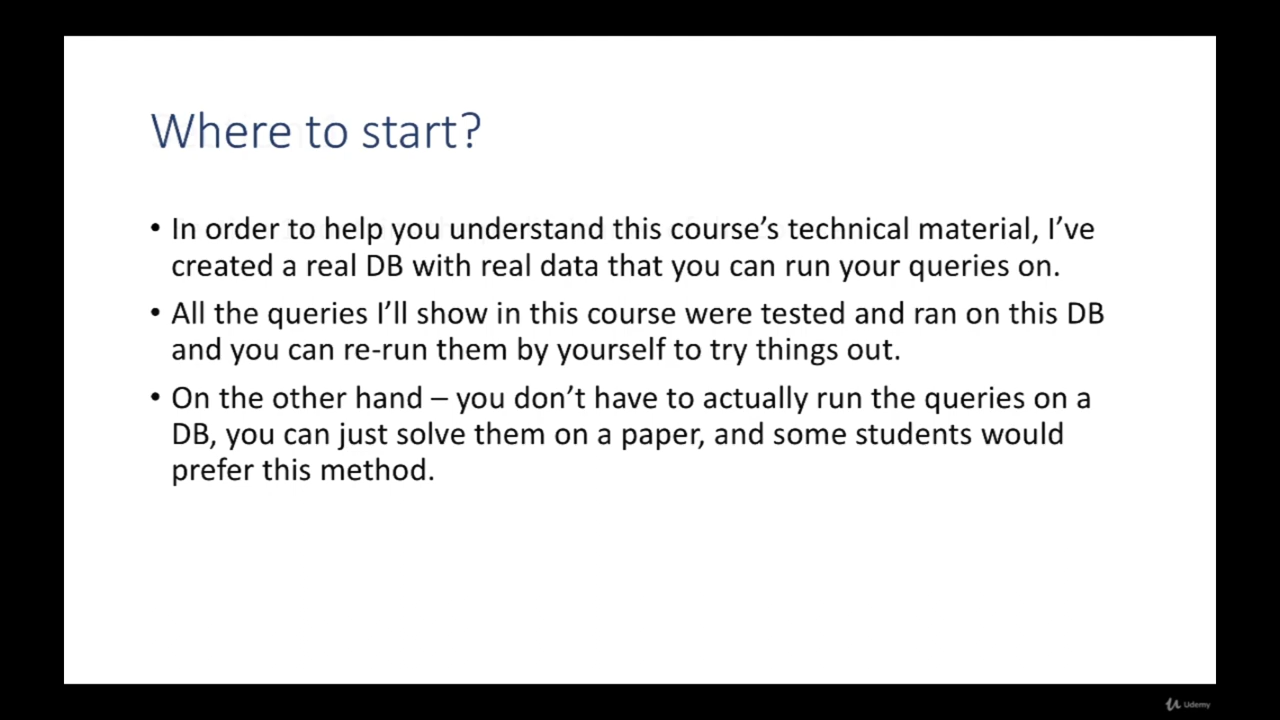 Where to start?
• In order to help you understand this course’s technical material, I’ve
created a real DB with real data that you can run your queries on.
• All the queries I’ll show in this course were tested and ran on this DB
and you can re-run them by yourself to try things out.
• On the other hand – you don’t have to actually run the queries on a
DB, you can just solve them on a paper, and some students would
prefer this method.
Udemy